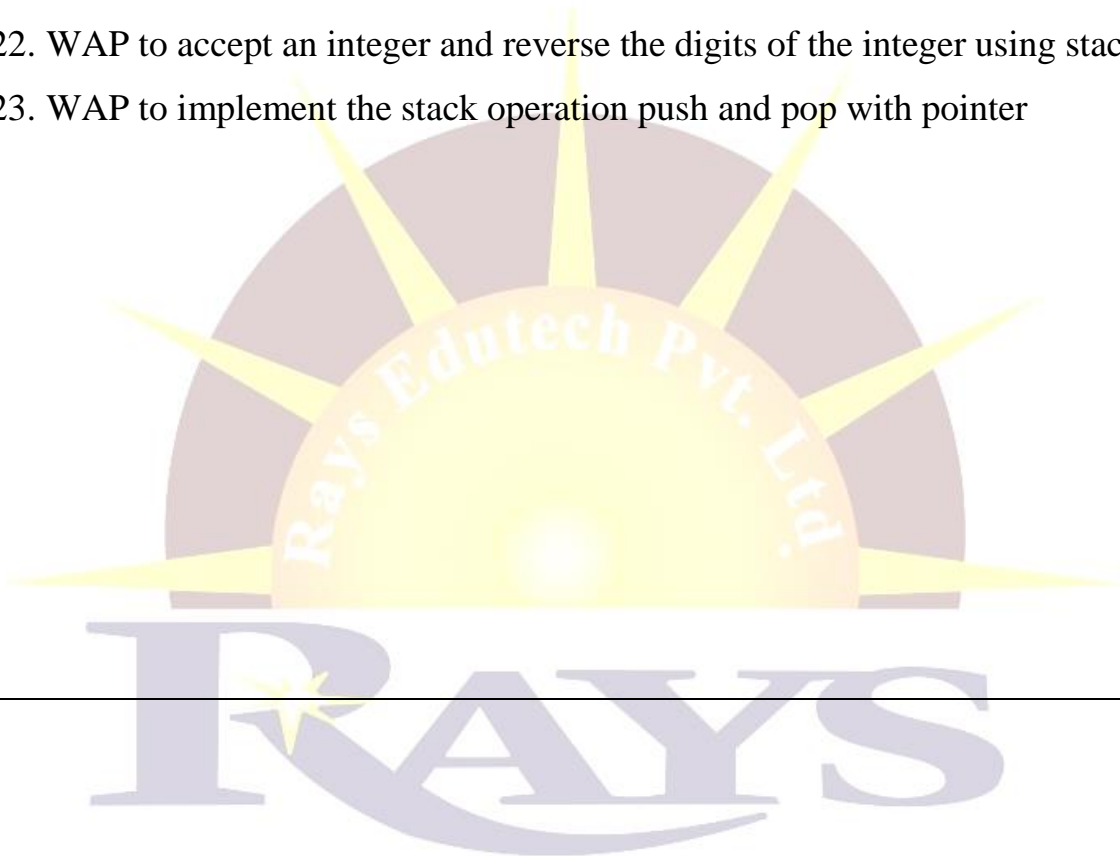 22. WAP to accept an integer and reverse the digits of the integer using stac
23. WAP to implement the stack operation push and pop with pointer
Rays Edutech Pvt. Ltd.
RAYS